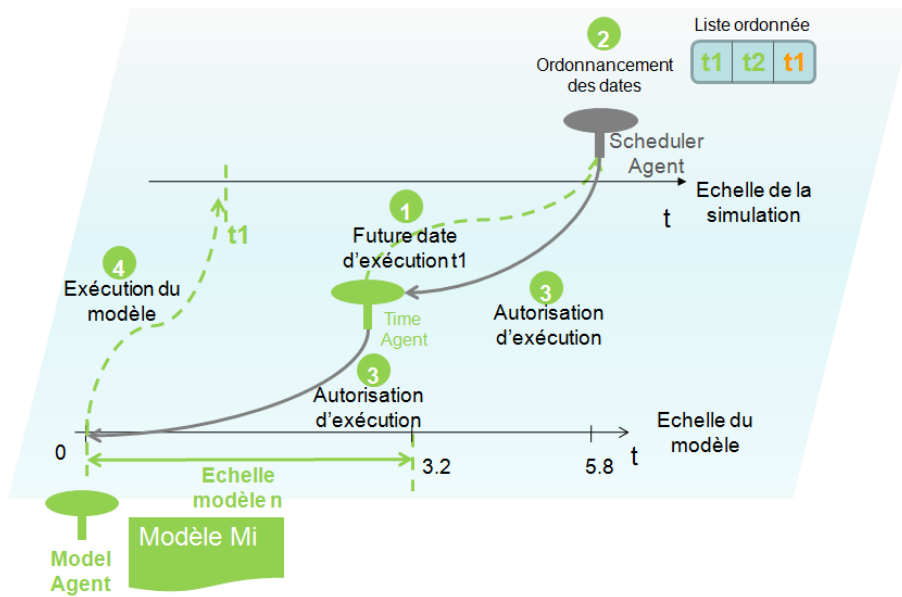 Liste ordonnée
t1 t2 t1
2
Ordonnancement
des dates
Scheduler
Agent
Echelle de la
simulation
t
1
Future date
d'exécution t1
t1
4
Exécution du
modèle
3
Autorisation
d'exécution
Time
Agent
3
Autorisation
d'exécution
Echelle du
modèle
t
0
3.2
5.8
Echelle
modèle n
Modèle Mi
Model
Agent